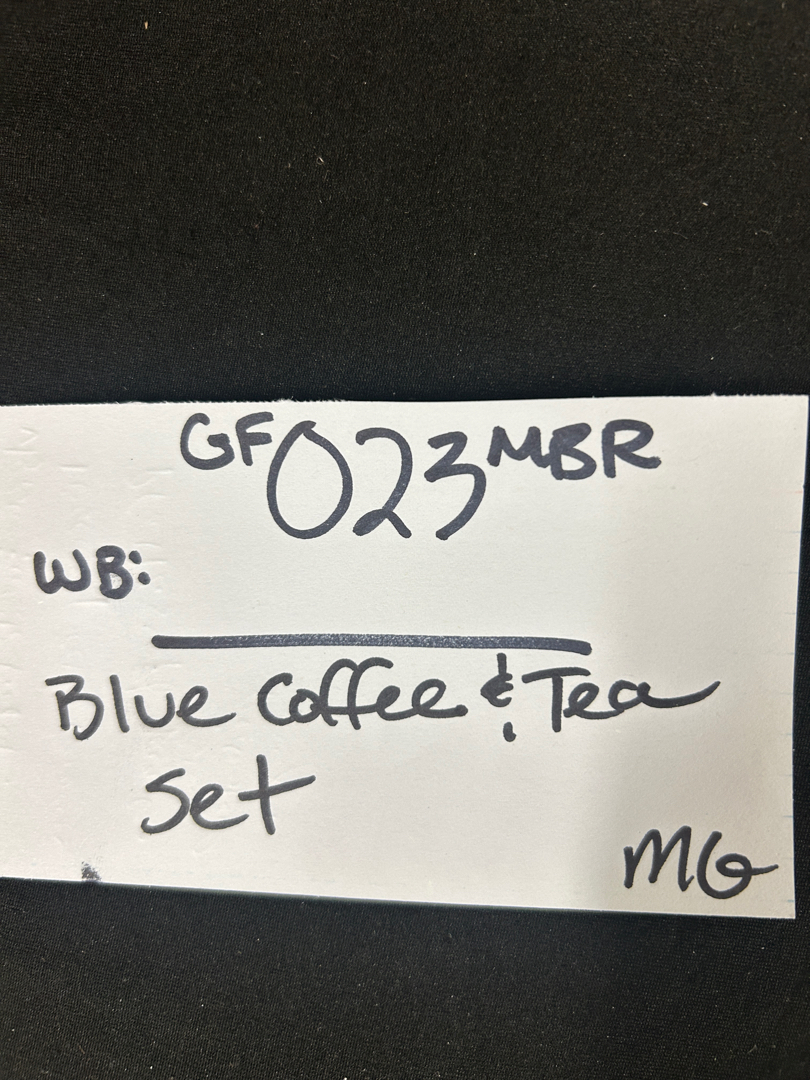 GF023MBR
WB:
Blue Coffee & Tea
Set
MG